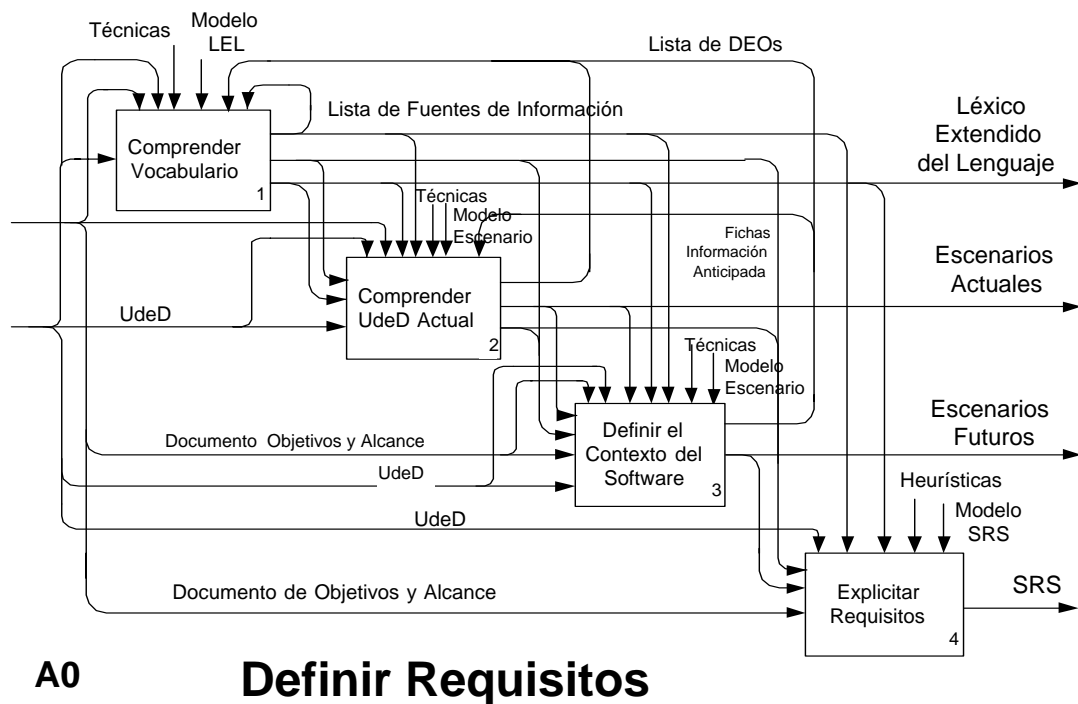 Técnicas
Modelo
LEL
Lista de DEOs
Lista de Fuentes de Información
Léxico
Extendido
del Lenguaje
Comprender
Vocabulario
1
Técnicas
Modelo
Escenario
Fichas
Información
Anticipada
Escenarios
Actuales
UdeD
Comprender
UdeD Actual
2
Técnicas
Modelo
Escenario
Documento Objetivos y Alcance
UdeD
Definir el
Contexto del
Software
3
Escenarios
Futuros
Heurísticas
Modelo
SRS
UdeD
Documento de Objetivos y Alcance
Explicitar
Requisitos
4
SRS
A0 Definir Requisitos